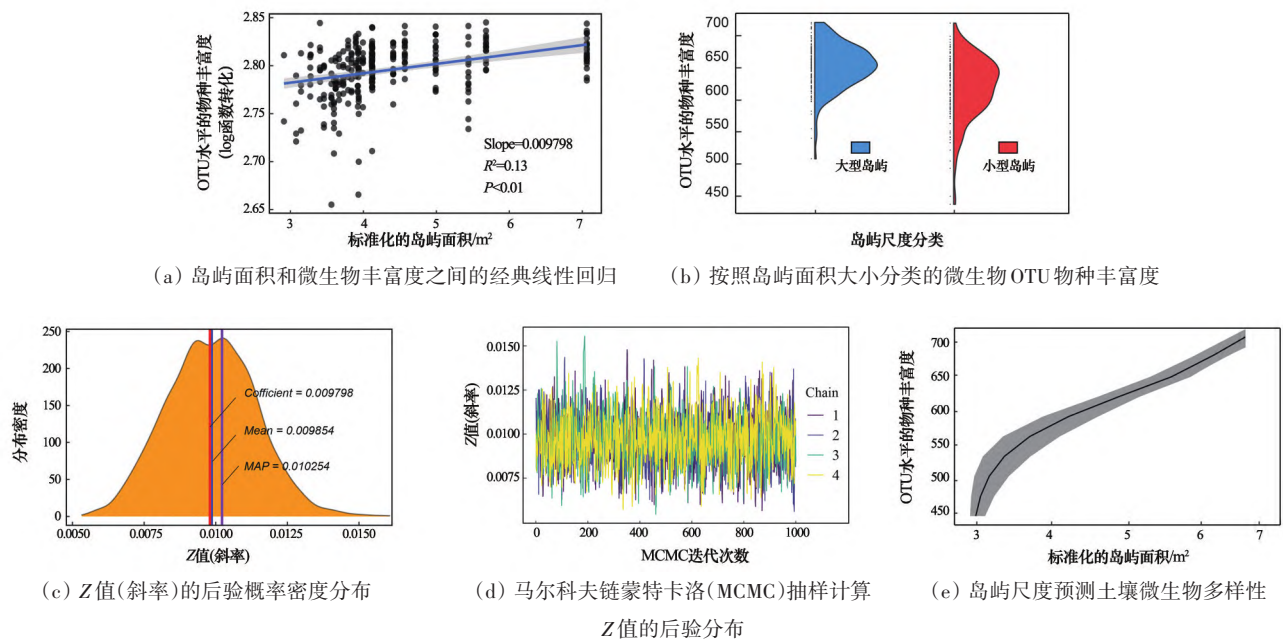 OTU水平的物种丰富度
(log函数转化)
2.85
2.80
2.75
2.70
2.65
3
4
5
6
7
Slope=0.009798
R²=0.13
P<0.01
标准化的岛屿面积/m²
(a) 岛屿面积和微生物丰富度之间的经典线性回归
OTU水平的物种丰富度
700
650
600
550
500
450
大型岛屿
小型岛屿
岛屿尺度分类
(b) 按照岛屿面积大小分类的微生物OTU物种丰富度
分布密度
250
200
150
100
50
0
0.0050
0.0075
0.0100
0.0125
0.0150
Cofficient = 0.009798
Mean = 0.009854
MAP = 0.010254
Z值(斜率)
(c) Z值(斜率)的后验概率密度分布
Z值(斜率)
0.0150
0.0125
0.0100
0.0075
0
200
400
600
800
1000
Chain
1
2
3
4
MCMC迭代次数
(d) 马尔科夫链蒙特卡洛(MCMC)抽样计算
Z值的后验分布
OTU水平的物种丰富度
700
650
600
550
500
450
3
4
5
6
7
标准化的岛屿面积/m²
(e) 岛屿尺度预测土壤微生物多样性